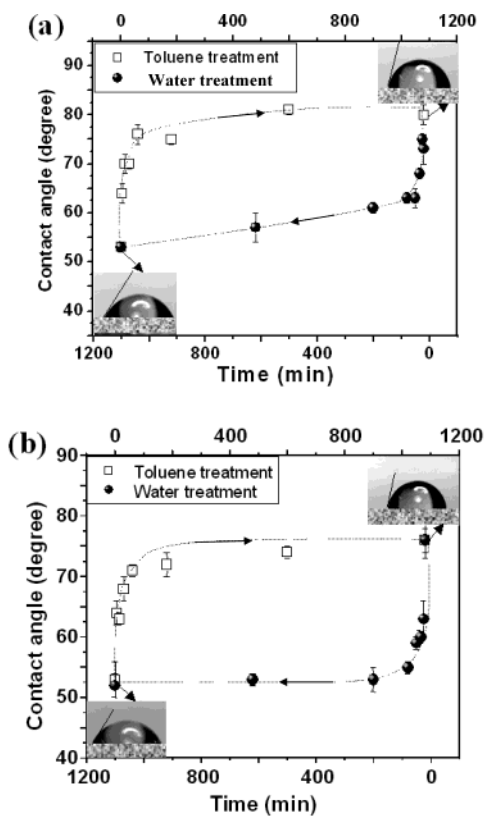 (a)
0 400 800 1200
Toluene treatment
Water treatment
90
80
70
60
50
40
Contact angle (degree)
1200 800 400 0
Time (min)
(b)
0 400 800 1200
Toluene treatment
Water treatment
90
80
70
60
50
40
Contact angle (degree)
1200 800 400 0
Time (min)